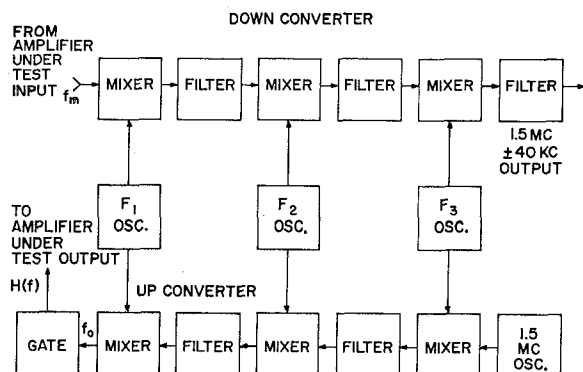 DOWN CONVERTER
FROM
AMPLIFIER
UNDER
TEST
INPUT
fm
MIXER
FILTER
MIXER
FILTER
MIXER
FILTER
1.5 MC
±40 KC
OUTPUT
F1
OSC.
F2
OSC.
F3
OSC.
TO
AMPLIFIER
UNDER
TEST OUTPUT
H(f)
UP CONVERTER
GATE
fo
MIXER
FILTER
MIXER
FILTER
MIXER
1.5
MC
OSC.